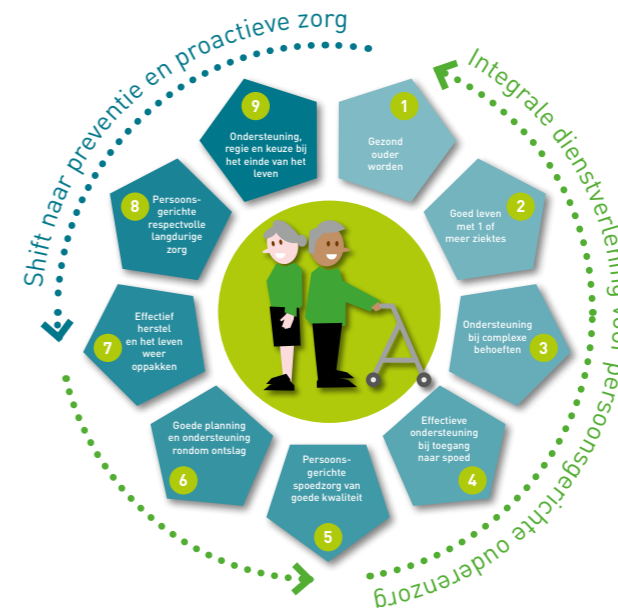 Shift naar preventie en proactieve zorg
Integrale dienstverlening voor persoonsgerichte ouderenzorg
1
Gezond
ouder
worden
2
Goed leven
met 1 of
meer ziektes
3
Ondersteuning
bij complexe
behoeften
Effectieve
ondersteuning
bij toegang
naar spoed
4
Persoons-
gerichte
spoedzorg van
goede kwaliteit
5
Goede planning
en ondersteuning
rondom ontslag
6
Effectief
herstel
en het leven
weer
oppakken
7
8
Persoons-
gerichte
respectvolle
langdurige
zorg
9
Ondersteuning,
regie en keuze bij
het einde van het
leven